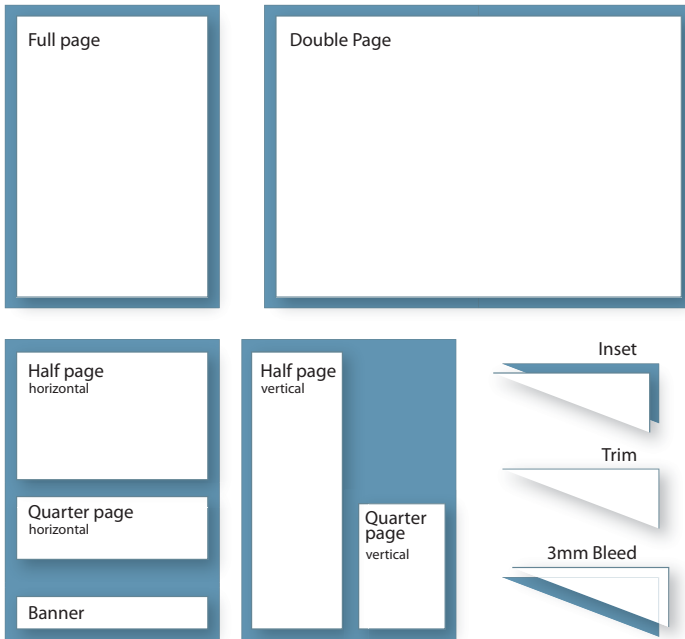 Full page
Double Page
Half page
horizontal
Quarter page
horizontal
Banner
Half page
vertical
Quarter
page
vertical
Inset
Trim
3mm Bleed